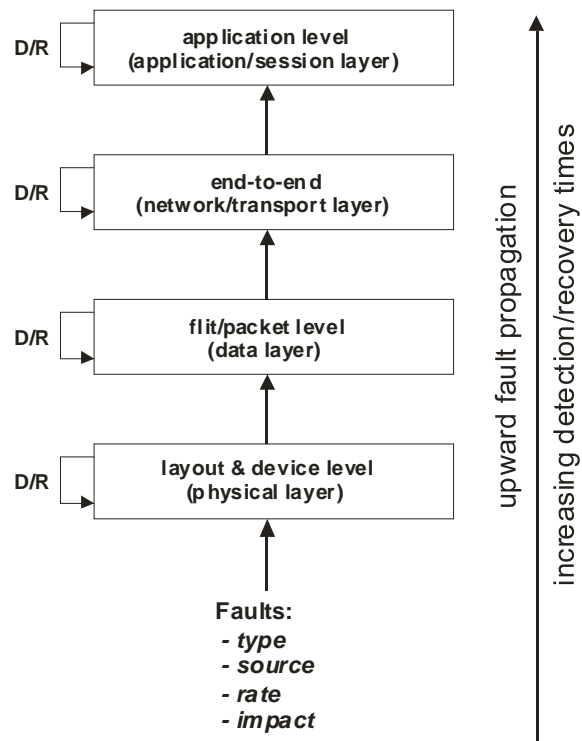 D/R
application level
(application/session layer)
D/R
end-to-end
(network/transport layer)
D/R
flit/packet level
(data layer)
D/R
layout & device level
(physical layer)
Faults:
- type
- source
- rate
- impact
upward fault propagation
increasing detection/recovery times